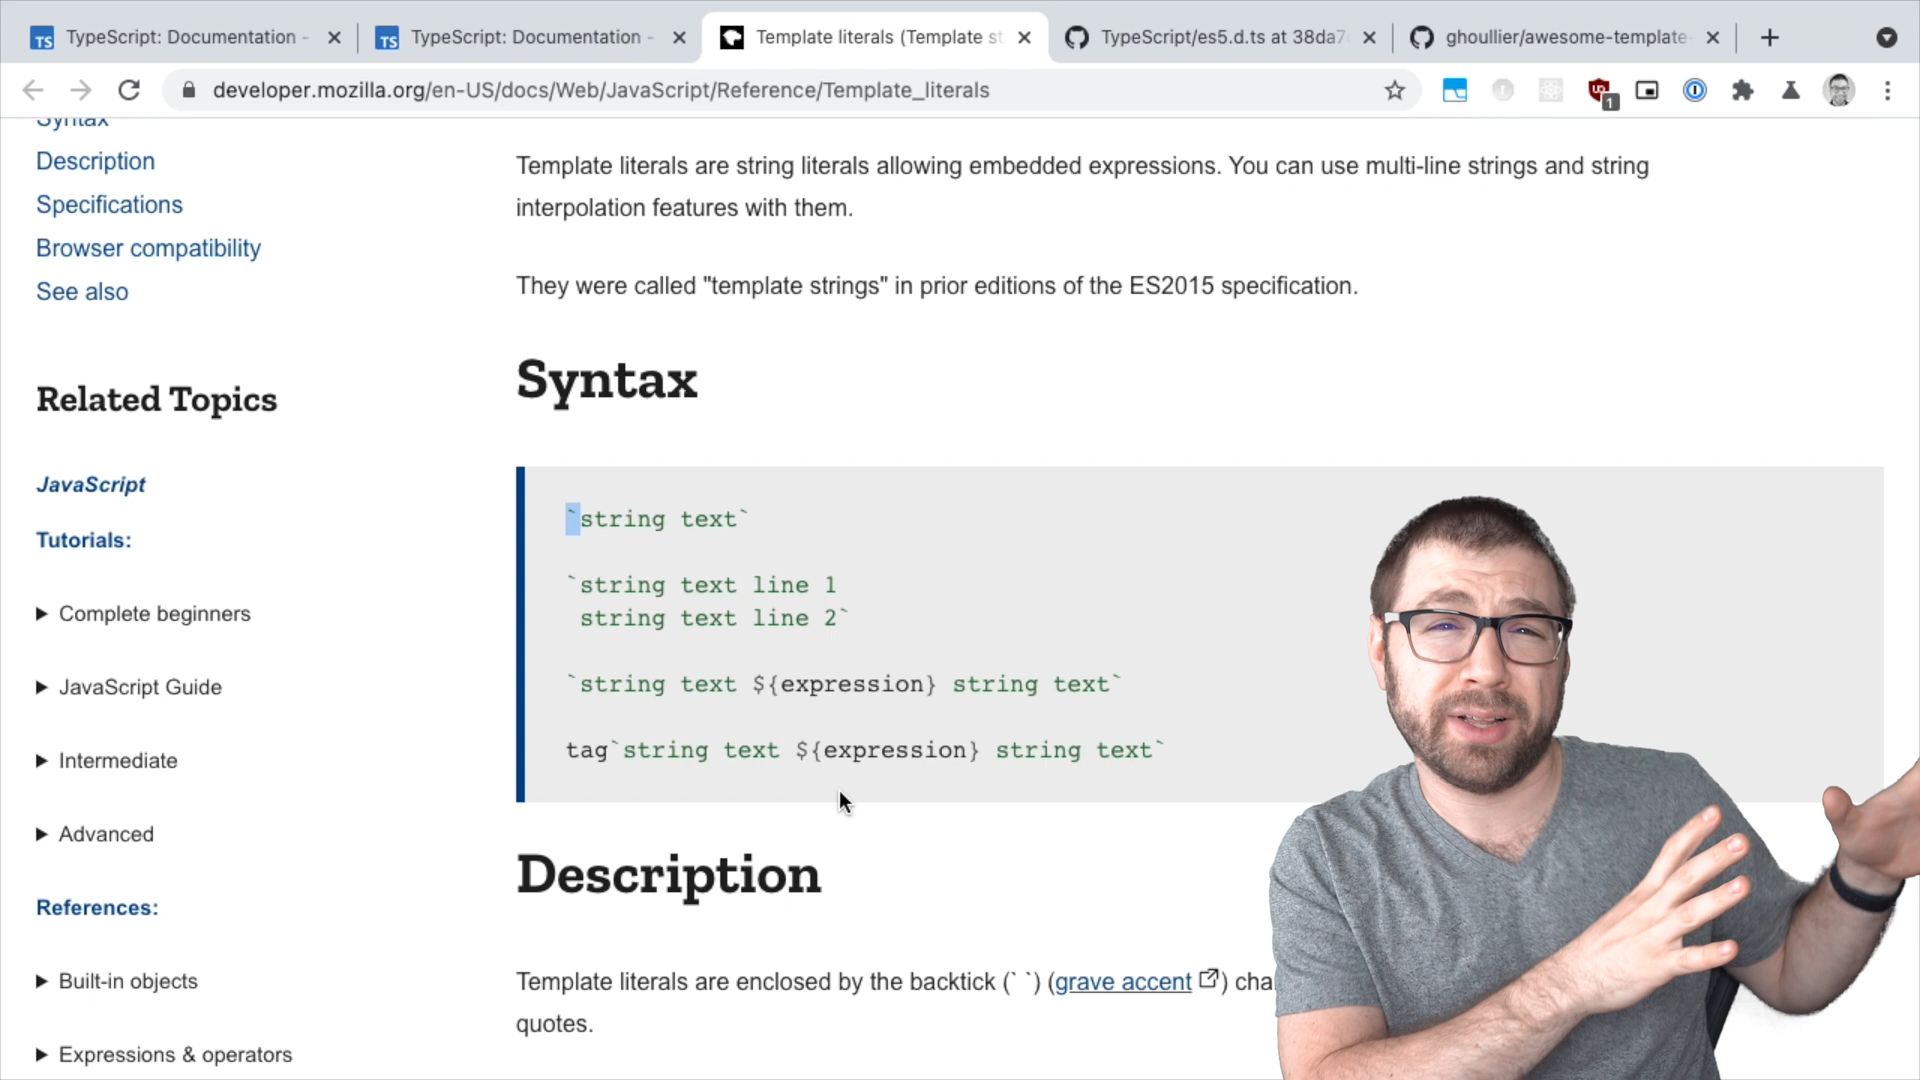 TypeScript: Documentation -
TypeScript: Documentation -
Template literals (Template st
TypeScript/es5.d.ts at 38da7
ghoullier/awesome-template-
developer.mozilla.org/en-US/docs/Web/JavaScript/Reference/Template_literals
1
Syntax
Description
Specifications
Browser compatibility
See also
Related Topics
JavaScript
Tutorials:
Complete beginners
JavaScript Guide
Intermediate
Advanced
References:
Built-in objects
Expressions & operators
Template literals are string literals allowing embedded expressions. You can use multi-line strings and string
interpolation features with them.
They were called "template strings" in prior editions of the ES2015 specification.
Syntax
`string text`
`string text line 1
 string text line 2`
`string text ${expression} string text`
tag`string text ${expression} string text`
Description
Template literals are enclosed by the backtick (` `) (grave accent) cha
quotes.